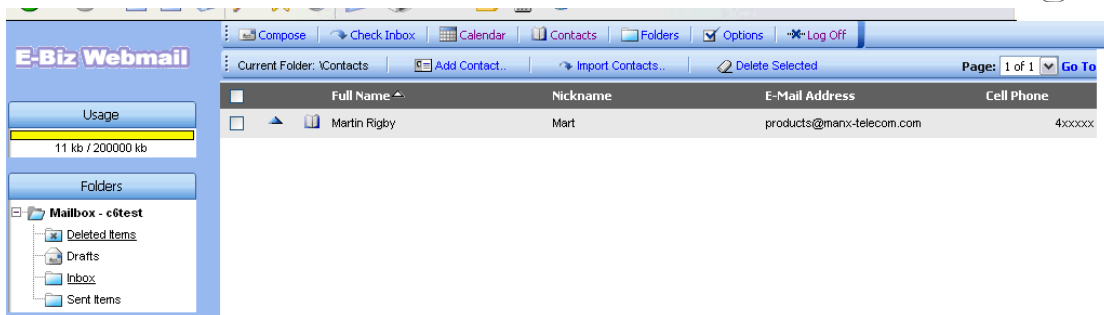 Compose Check Inbox Calendar Contacts Folders Options Log Off
E-Biz Webmail
Current Folder: \Contacts Add Contact.. Import Contacts.. Delete Selected Page: 1 of 1 Go To
Full Name Nickname E-Mail Address Cell Phone
Martin Rigby Mart products@manx-telecom.com 4xxxxx
Usage
11 kb / 200000 kb
Folders
Mailbox - c6test
Deleted Items
Drafts
Inbox
Sent Items